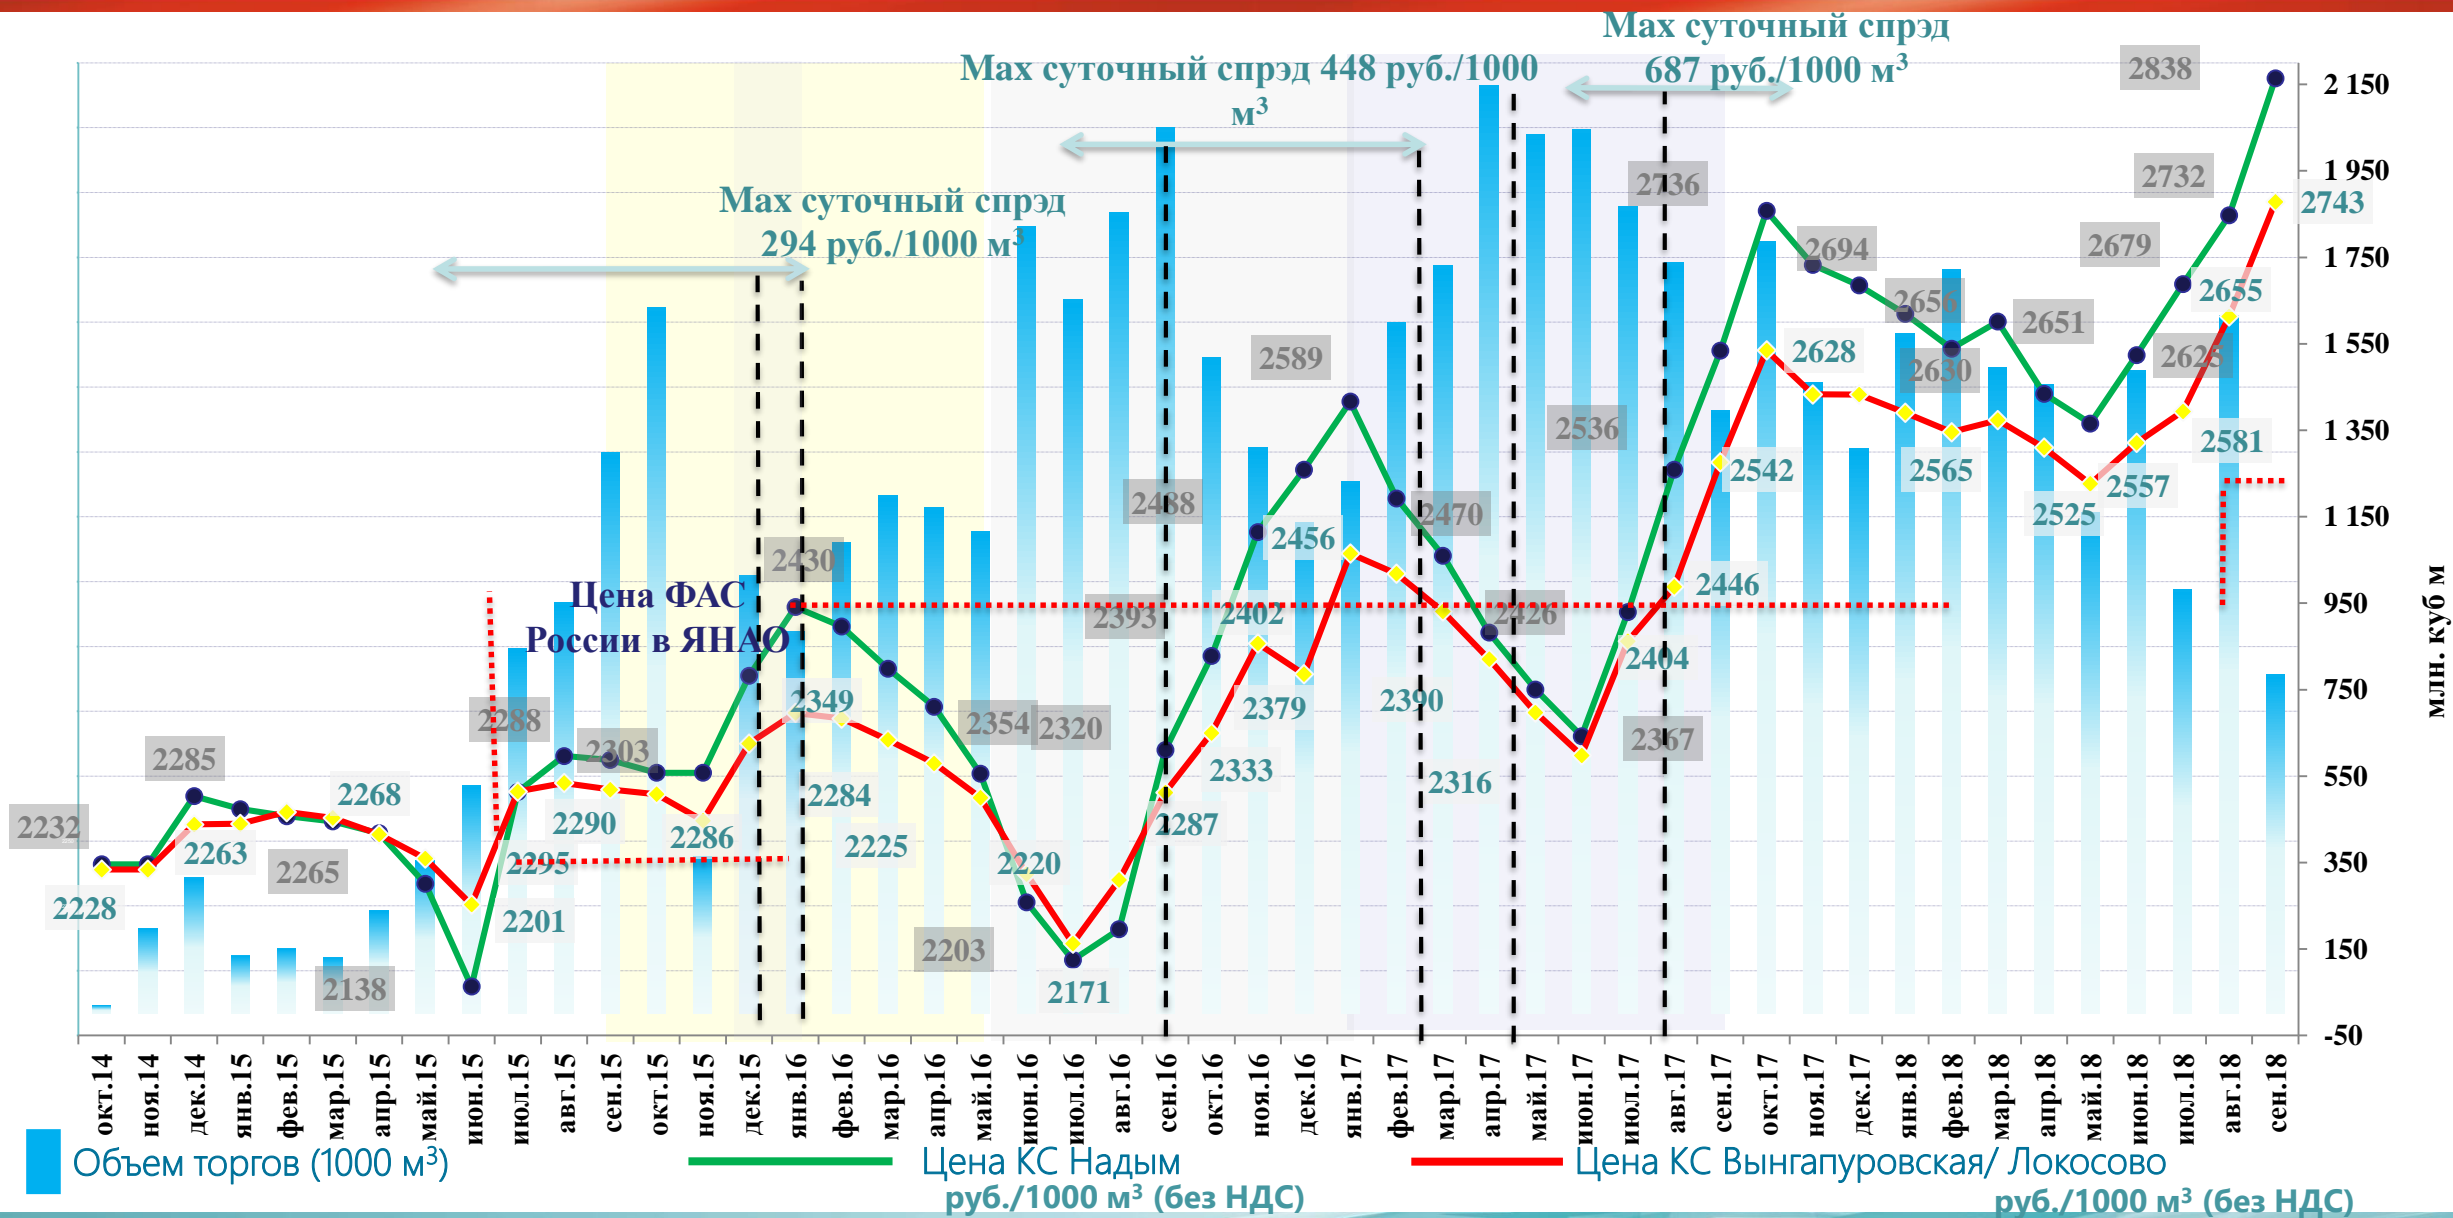 Max суточный спрэд
687 руб./1000 м³
Max суточный спрэд 448 руб./1000
м³
Max суточный спрэд
294 руб./1000 м³
Цена ФАС
России в ЯНАО
2232
2285
2265
2138
2288
2303
2430
2354
2203
2320
2393
2488
2589
2470
2426
2536
2367
2736
2694
2656
2630
2651
2625
2679
2732
2838
2228
2263
2268
2201
2295
2290
2286
2349
2284
2225
2220
2171
2287
2333
2402
2379
2456
2390
2316
2404
2446
2542
2628
2565
2525
2557
2581
2655
2743
2 150
1 950
1 750
1 550
1 350
1 150
950
750
550
350
150
-50
млн. куб м
окт.14
ноя.14
дек.14
янв.15
фев.15
мар.15
апр.15
май.15
июн.15
июл.15
авг.15
сен.15
окт.15
ноя.15
дек.15
янв.16
фев.16
мар.16
апр.16
май.16
июн.16
июл.16
авг.16
сен.16
окт.16
ноя.16
дек.16
янв.17
фев.17
мар.17
апр.17
май.17
июн.17
июл.17
авг.17
сен.17
окт.17
ноя.17
дек.17
янв.18
фев.18
мар.18
апр.18
май.18
июн.18
июл.18
авг.18
сен.18
Объем торгов (1000 м³)
Цена КС Надым
руб./1000 м³ (без НДС)
Цена КС Вынгапуровская/ Локосово
руб./1000 м³ (без НДС)